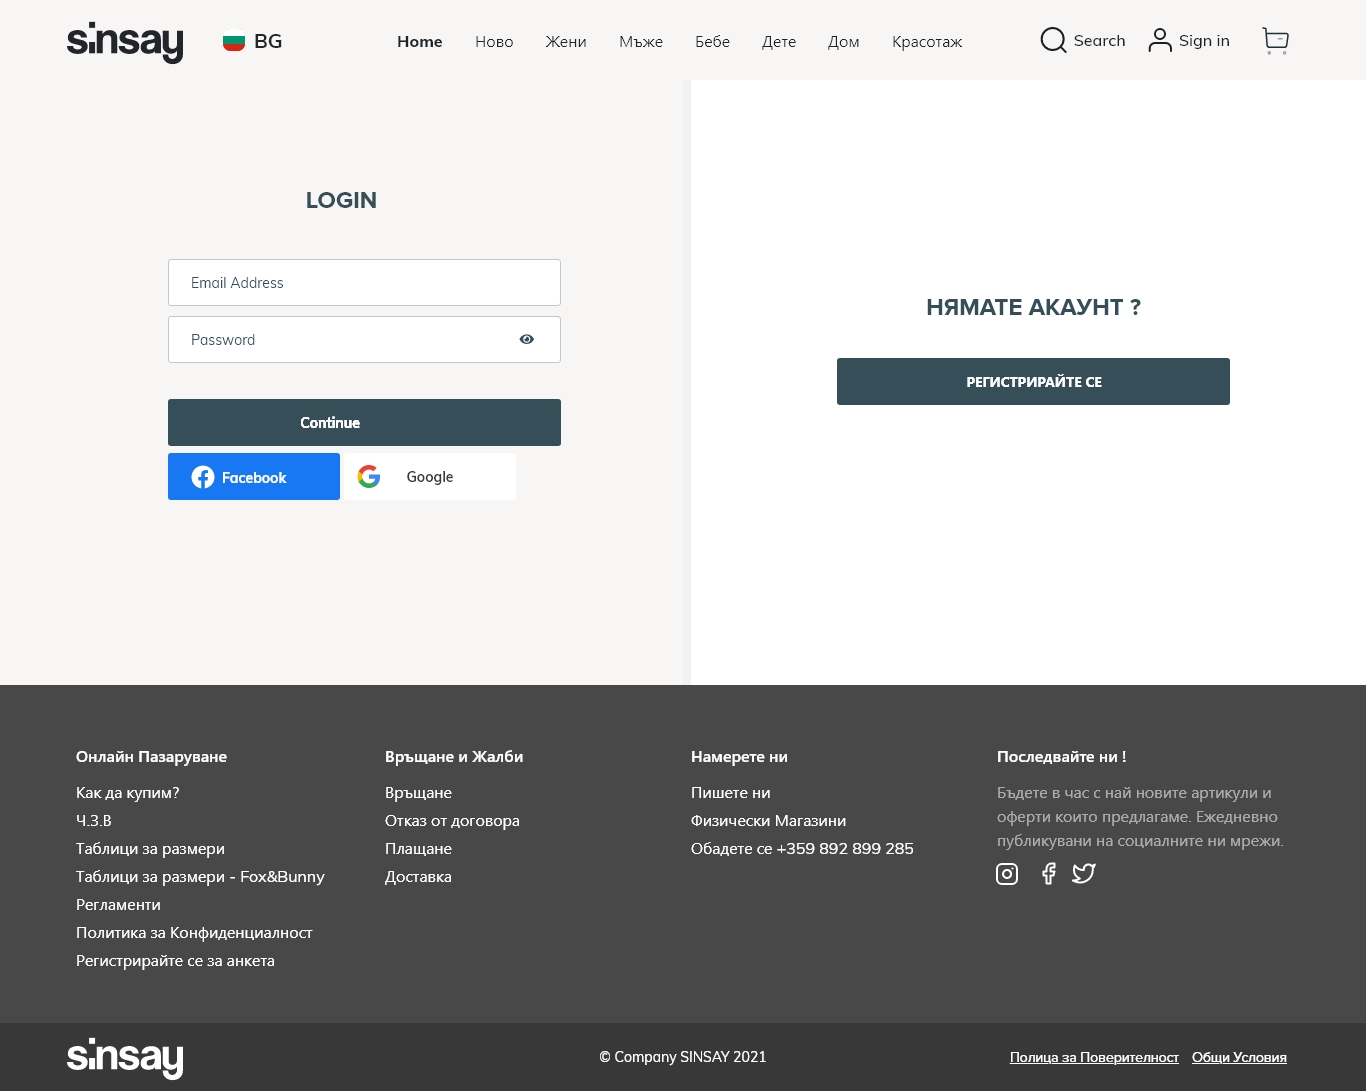 sinsay BG Home Ново Жени Мъже Бебе Дете Дом Красотаж Search Sign in
LOGIN
Email Address
Password
Continue
Facebook Google
НЯМАТЕ АКАУНТ ?
РЕГИСТРИРАЙТЕ СЕ
Онлайн Пазаруване
Как да купим?
Ч.З.В
Таблици за размери
Таблици за размери - Fox&Bunny
Регламенти
Политика за Конфиденциалност
Регистрирайте се за анкета
Връщане и Жалби
Връщане
Отказ от договора
Плащане
Доставка
Намерете ни
Пишете ни
Физически Магазини
Обадете се +359 892 899 285
Последвайте ни !
Бъдете в час с най новите артикули и
оферти които предлагаме. Ежедневно
публикувани на социалните ни мрежи.
sinsay © Company SINSAY 2021 Полица за Поверителност Общи Условия